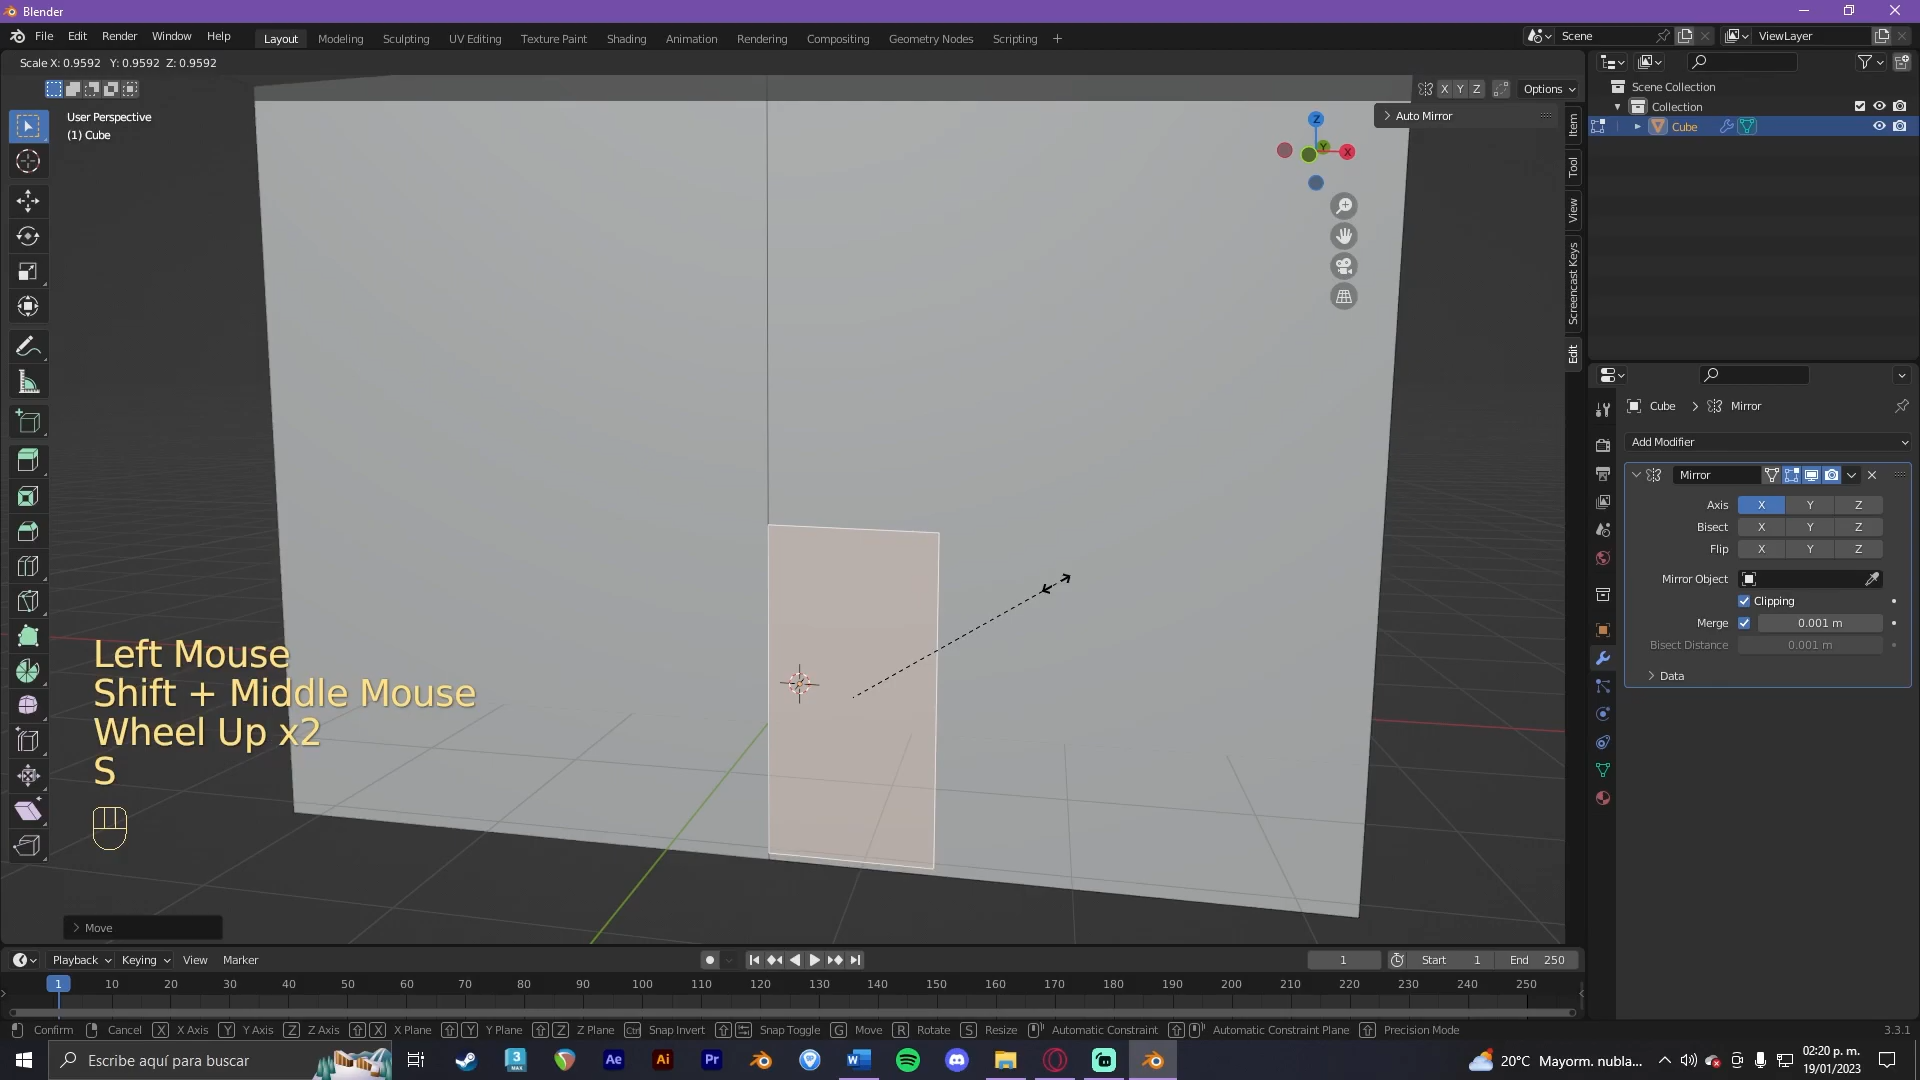 Blender
File Edit Render Window Help
Layout Modeling Sculpting UV Editing Texture Paint Shading Animation Rendering Compositing Geometry Nodes Scripting +
Scene
ViewLayer
Scale X: 0.9592 Y: 0.9592 Z: 0.9592
X Y Z Options
User Perspective
(1) Cube
Auto Mirror
Z
Y
X
Item
Tool
View
Screencast Keys
Edit
Scene Collection
Collection
Cube
Cube > Mirror
Add Modifier
Mirror
Axis X Y Z
Bisect X Y Z
Flip X Y Z
Mirror Object
Clipping
Merge 0.001 m
Bisect Distance 0.001 m
Data
Left Mouse
Shift + Middle Mouse
Wheel Up x2
S
Move
Playback Keying View Marker
1 Start 1 End 250
1 10 20 30 40 50 60 70 80 90 100 110 120 130 140 150 160 170 180 190 200 210 220 230 240 250
Confirm Cancel X X Axis Y Y Axis Z Z Axis X X Plane Y Y Plane Z Z Plane Ctrl Snap Invert Snap Toggle G Move R Rotate S Resize Automatic Constraint Automatic Constraint Plane Precision Mode
3.3.1
Escribe aquí para buscar
3
MAX
Ae
Ai
Pr
W
20°C Mayorm. nubla...
02:20 p. m.
19/01/2023